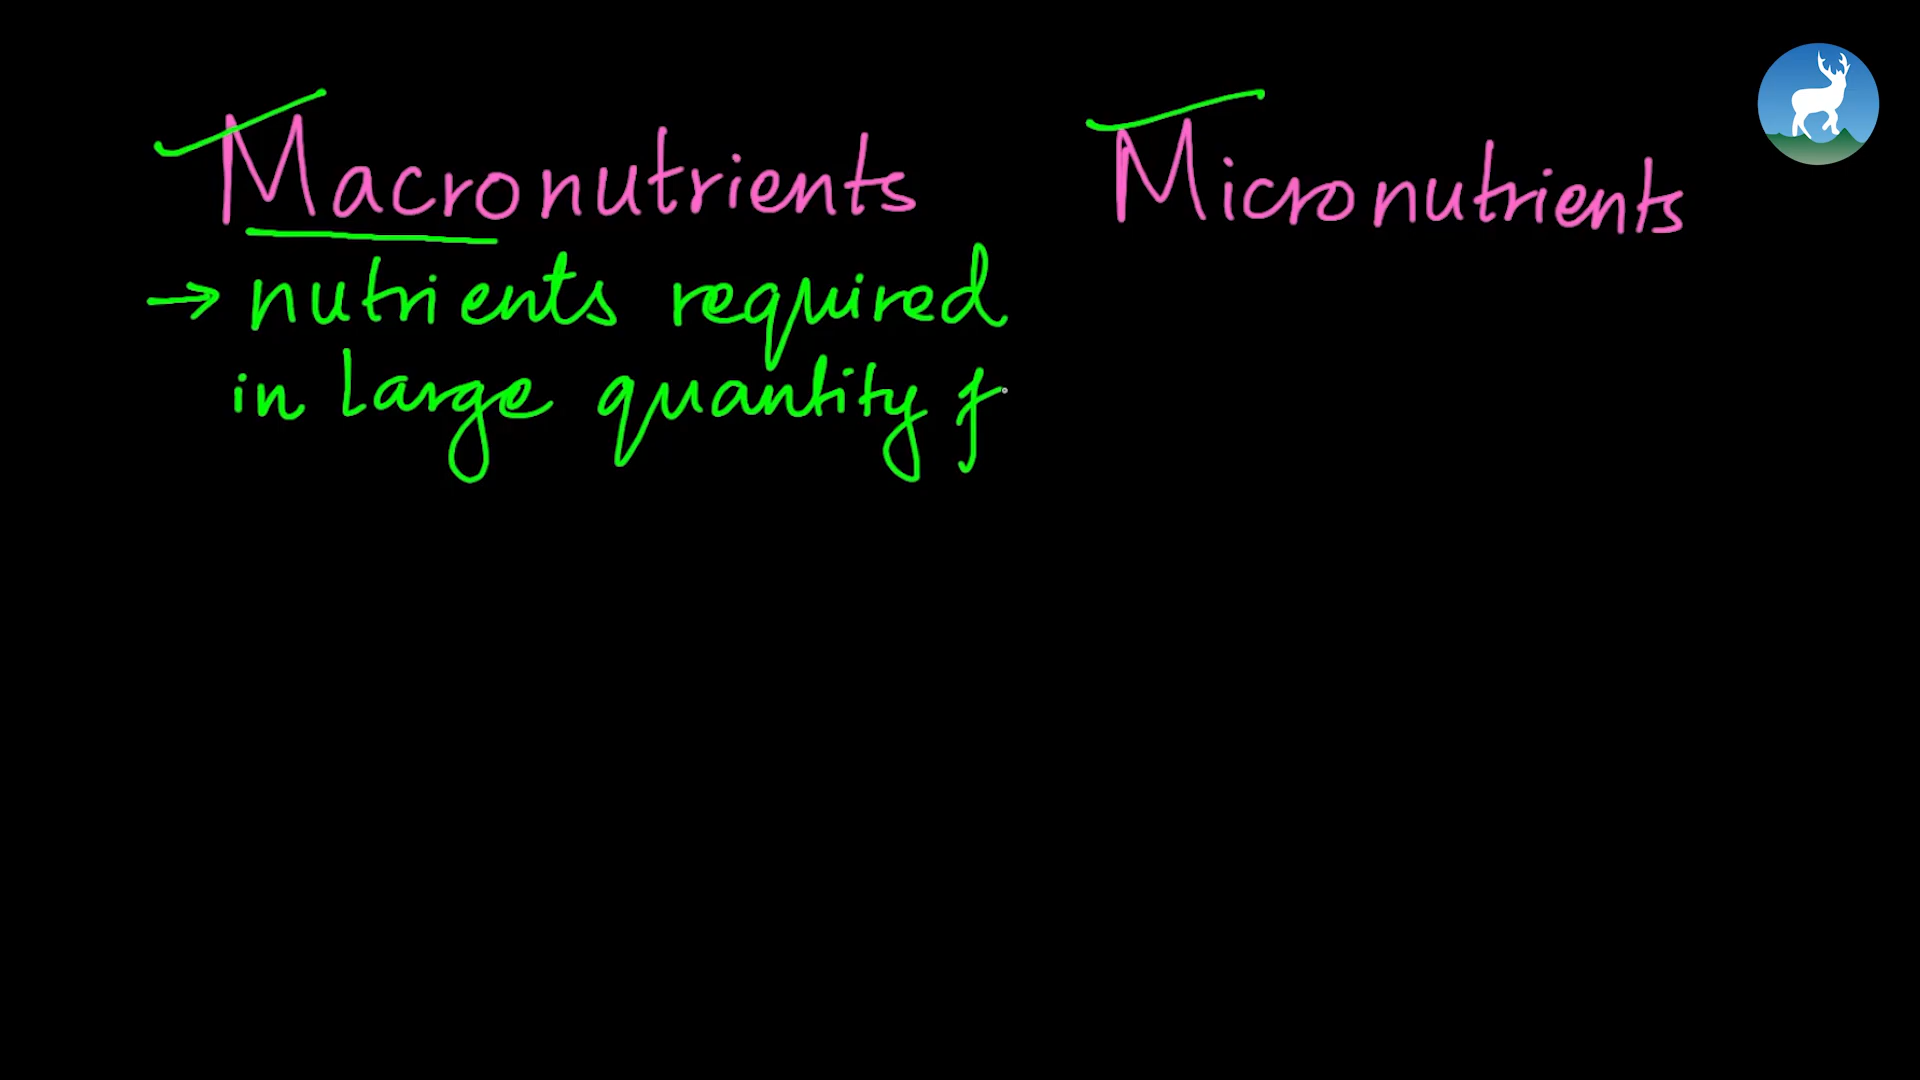 Macronutrients
Micronutrients
→ nutrients required
in large quantity f